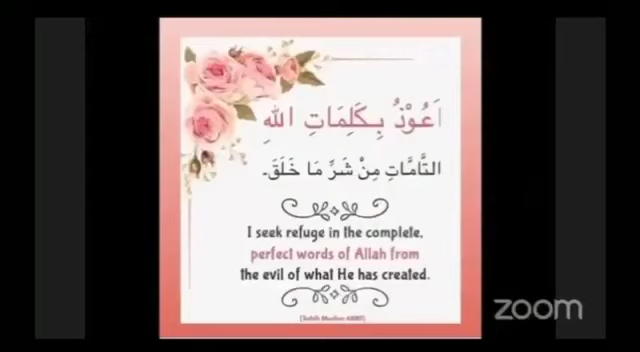 اَعُوْذُ بِكَلِمَاتِ اللهِ
التَّامَّاتِ مِنْ شَرِّ مَا خَلَقَ۔
I seek refuge in the complete,
perfect words of Allah from
the evil of what He has created.
zoom